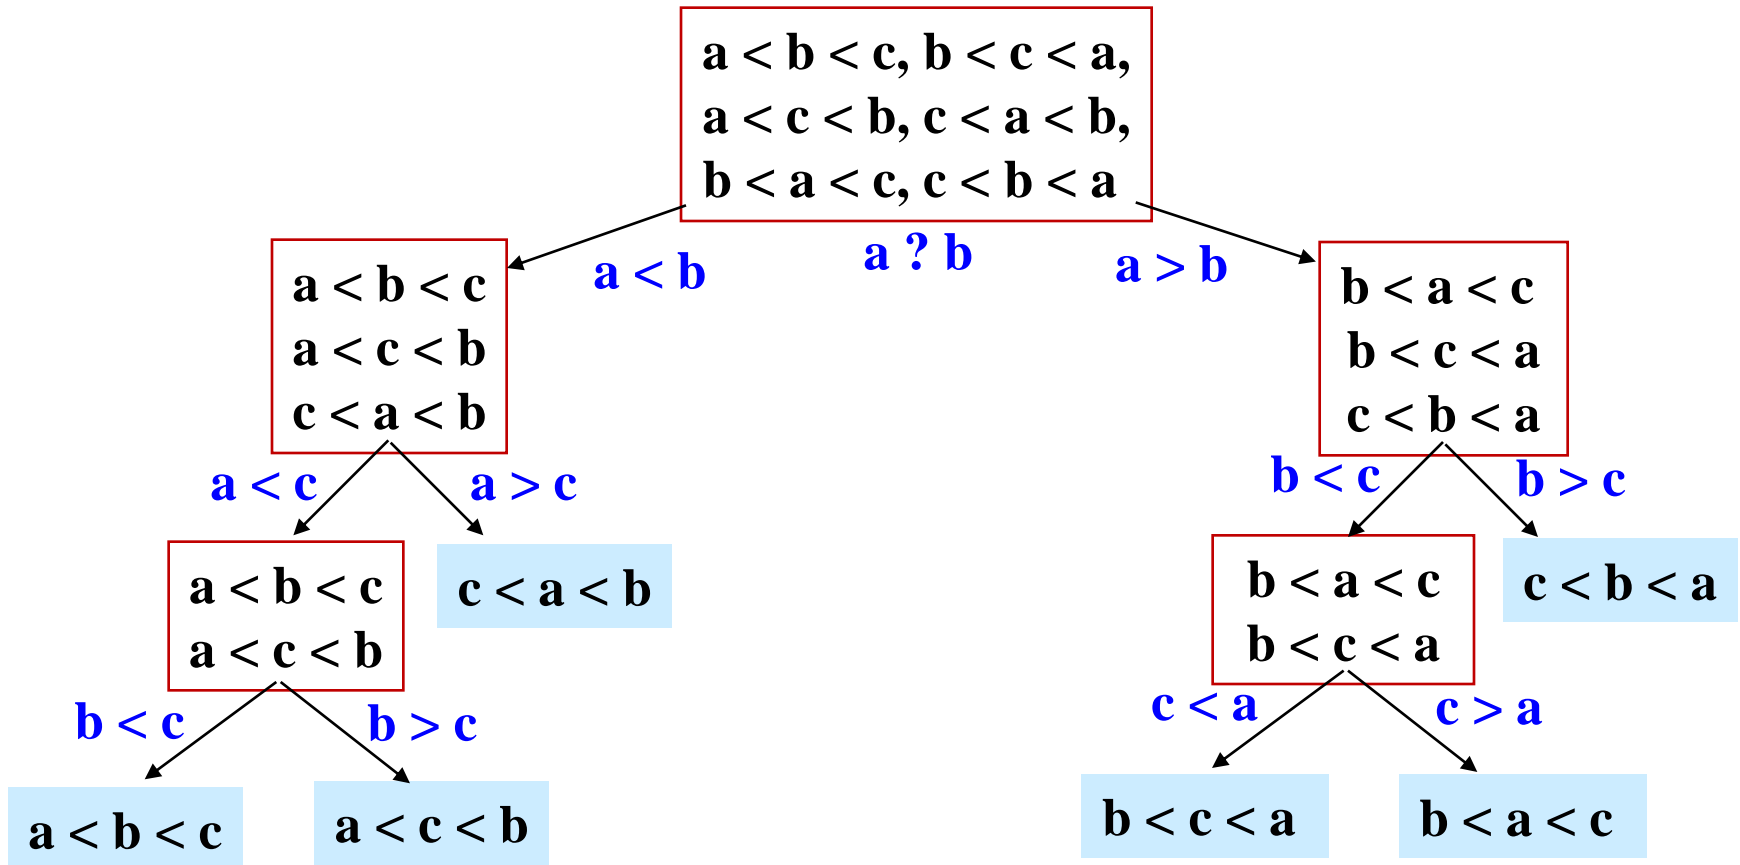 a < b < c, b < c < a,
a < c < b, c < a < b,
b < a < c, c < b < a
a < b
a ? b
a > b
a < b < c
a < c < b
c < a < b
b < a < c
b < c < a
c < b < a
a < c
a > c
b < c
b > c
a < b < c
a < c < b
c < a < b
b < a < c
b < c < a
c < b < a
b < c
b > c
c < a
c > a
a < b < c
a < c < b
b < c < a
b < a < c